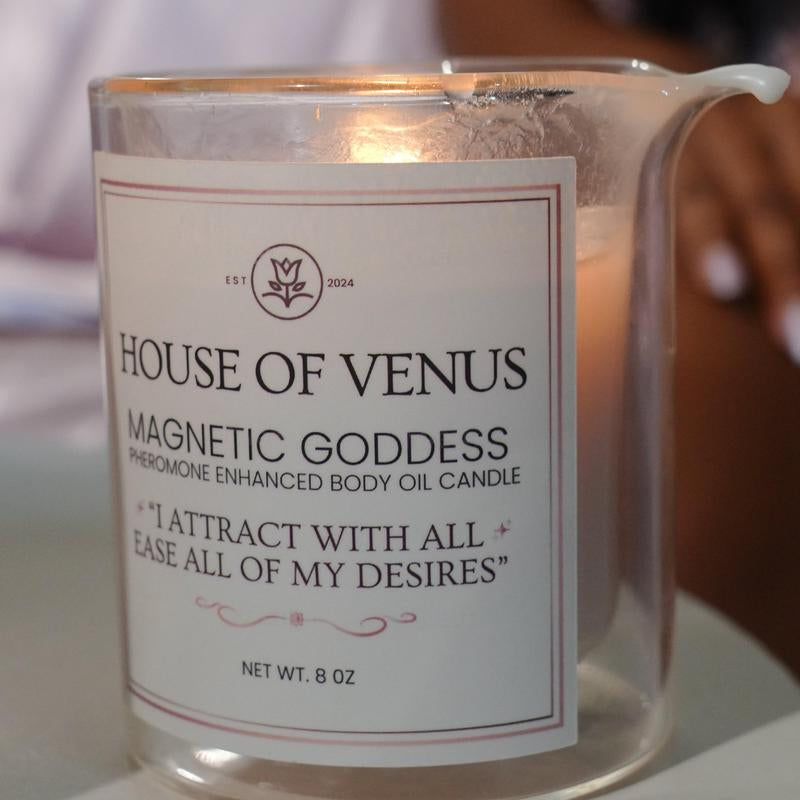 EST 2024
HOUSE OF VENUS
MAGNETIC GODDESS
PHEROMONE ENHANCED BODY OIL CANDLE
"I ATTRACT WITH ALL
EASE ALL OF MY DESIRES"
NET WT. 8 OZ